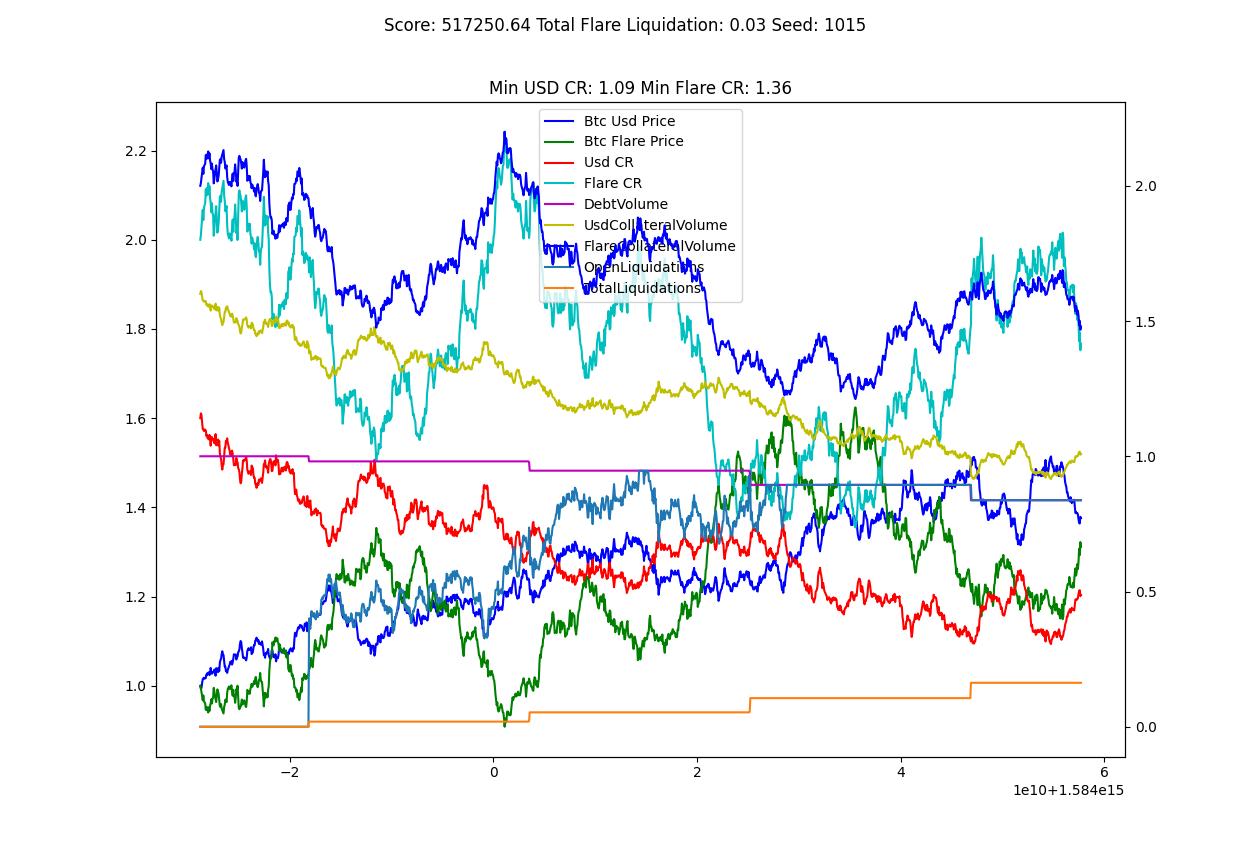 Score: 517250.64 Total Flare Liquidation: 0.03 Seed: 1015
Min USD CR: 1.09 Min Flare CR: 1.36
Btc Usd Price
Btc Flare Price
Usd CR
Flare CR
DebtVolume
UsdCollateralVolume
FlareCollateralVolume
OpenLiquidations
TotalLiquidations
2.2
2.0
1.8
1.6
1.4
1.2
1.0
2.0
1.5
1.0
0.5
0.0
−2
0
2
4
6
1e10+1.584e15